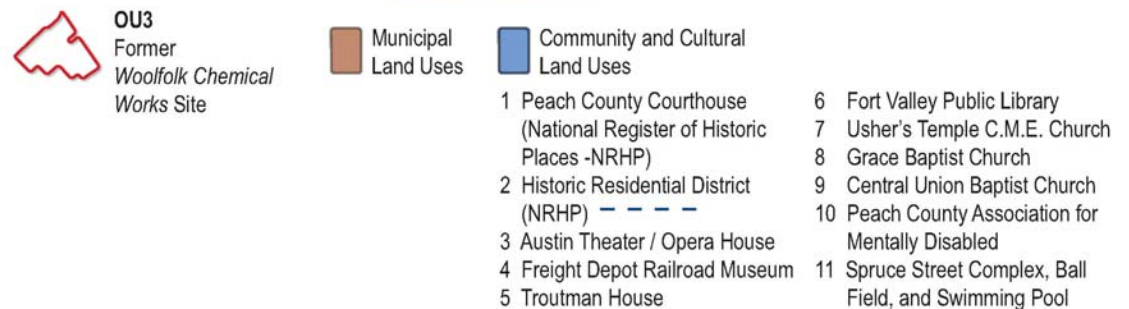 OU3
Former
Woolfolk Chemical
Works Site
Municipal
Land Uses
Community and Cultural
Land Uses
1 Peach County Courthouse
(National Register of Historic
Places -NRHP)
2 Historic Residential District
(NRHP)
3 Austin Theater / Opera House
4 Freight Depot Railroad Museum
5 Troutman House
6 Fort Valley Public Library
7 Usher's Temple C.M.E. Church
8 Grace Baptist Church
9 Central Union Baptist Church
10 Peach County Association for
Mentally Disabled
11 Spruce Street Complex, Ball
Field, and Swimming Pool